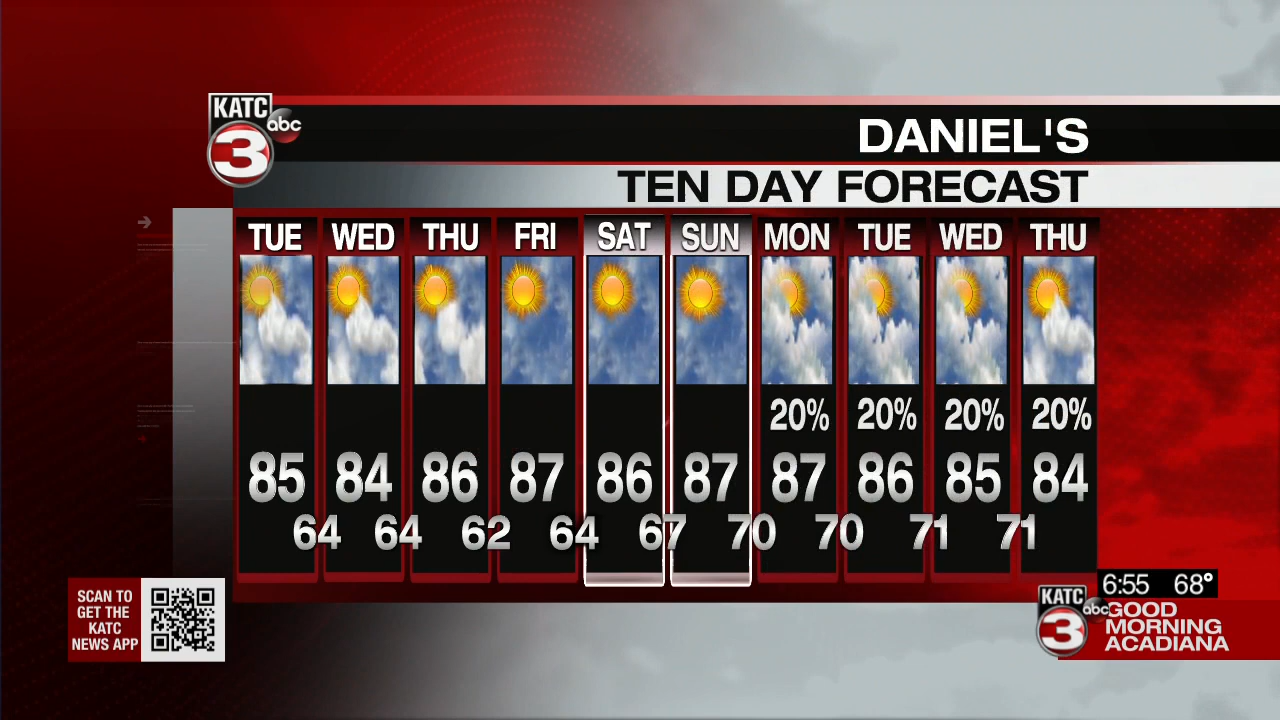 KATC
abc
3
DANIEL'S
TEN DAY FORECAST
TUE WED THU FRI SAT SUN MON TUE WED THU
20% 20% 20% 20%
85 84 86 87 86 87 87 86 85 84
64 64 62 64 67 70 70 71 71
SCAN TO
GET THE
KATC
NEWS APP
6:55 68°
KATC
abc
3
GOOD
MORNING
ACADIANA